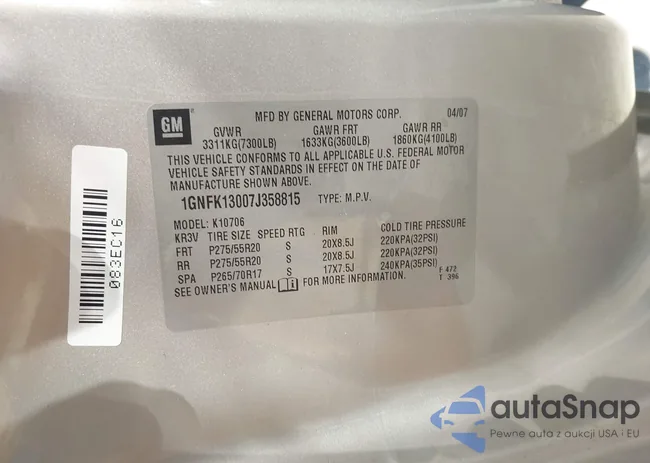 GM
MFD BY GENERAL MOTORS CORP. 04/07
GVWR GAWR FRT GAWR RR
3311KG(7300LB) 1633KG(3600LB) 1860KG(4100LB)
THIS VEHICLE CONFORMS TO ALL APPLICABLE U.S. FEDERAL MOTOR
VEHICLE SAFETY STANDARDS IN EFFECT ON THE DATE OF
MANUFACTURE SHOWN ABOVE.
1GNFK13007J358815 TYPE: M.P.V.
MODEL: K10706
KR3V TIRE SIZE SPEED RTG RIM COLD TIRE PRESSURE
FRT P275/55R20 S 20X8.5J 220KPA(32PSI)
RR P275/55R20 S 20X8.5J 220KPA(32PSI)
SPA P265/70R17 S 17X7.5J 240KPA(35PSI)
SEE OWNER'S MANUAL FOR MORE INFORMATION.
F 472
T 396
083EC16
autaSnap
Pewne auta z aukcji USA i EU